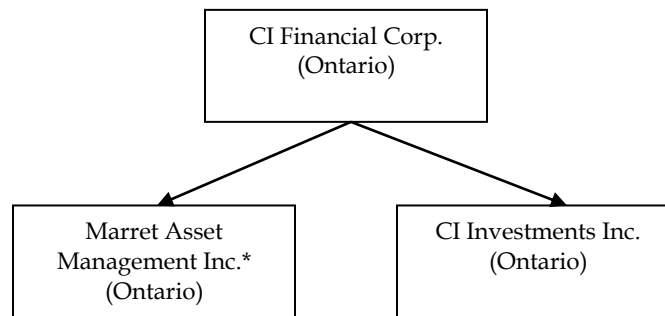 CI Financial Corp.
(Ontario)
Marret Asset
Management Inc.*
(Ontario)
CI Investments Inc.
(Ontario)